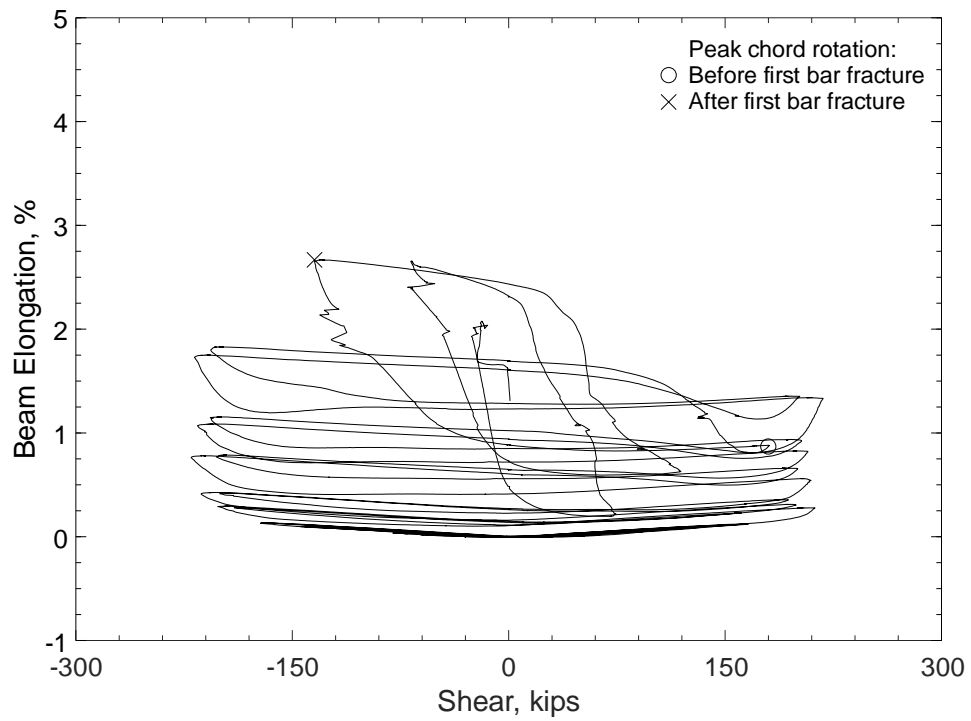 5
4
3
2
1
0
-1
-300
-150
0
150
300
Beam Elongation, %
Shear, kips
Peak chord rotation:
Before first bar fracture
After first bar fracture